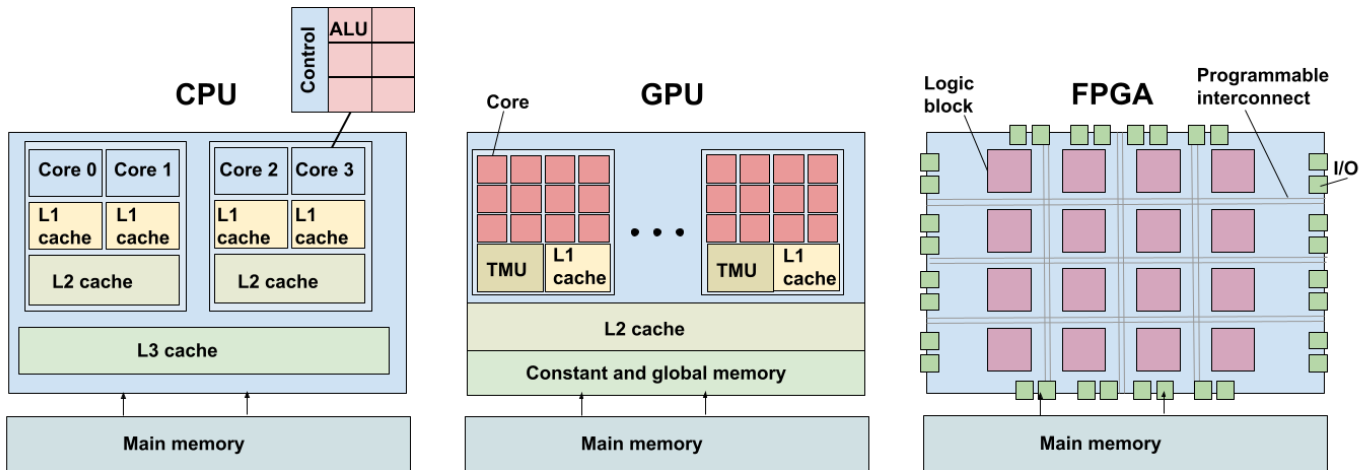 CPU
Control
ALU
Core 0
Core 1
Core 2
Core 3
L1
cache
L1
cache
L1
cache
L1
cache
L2 cache
L2 cache
L3 cache
Main memory
GPU
Core
TMU
L1
cache
TMU
L1
cache
L2 cache
Constant and global memory
Main memory
FPGA
Logic
block
Programmable
interconnect
I/O
Main memory